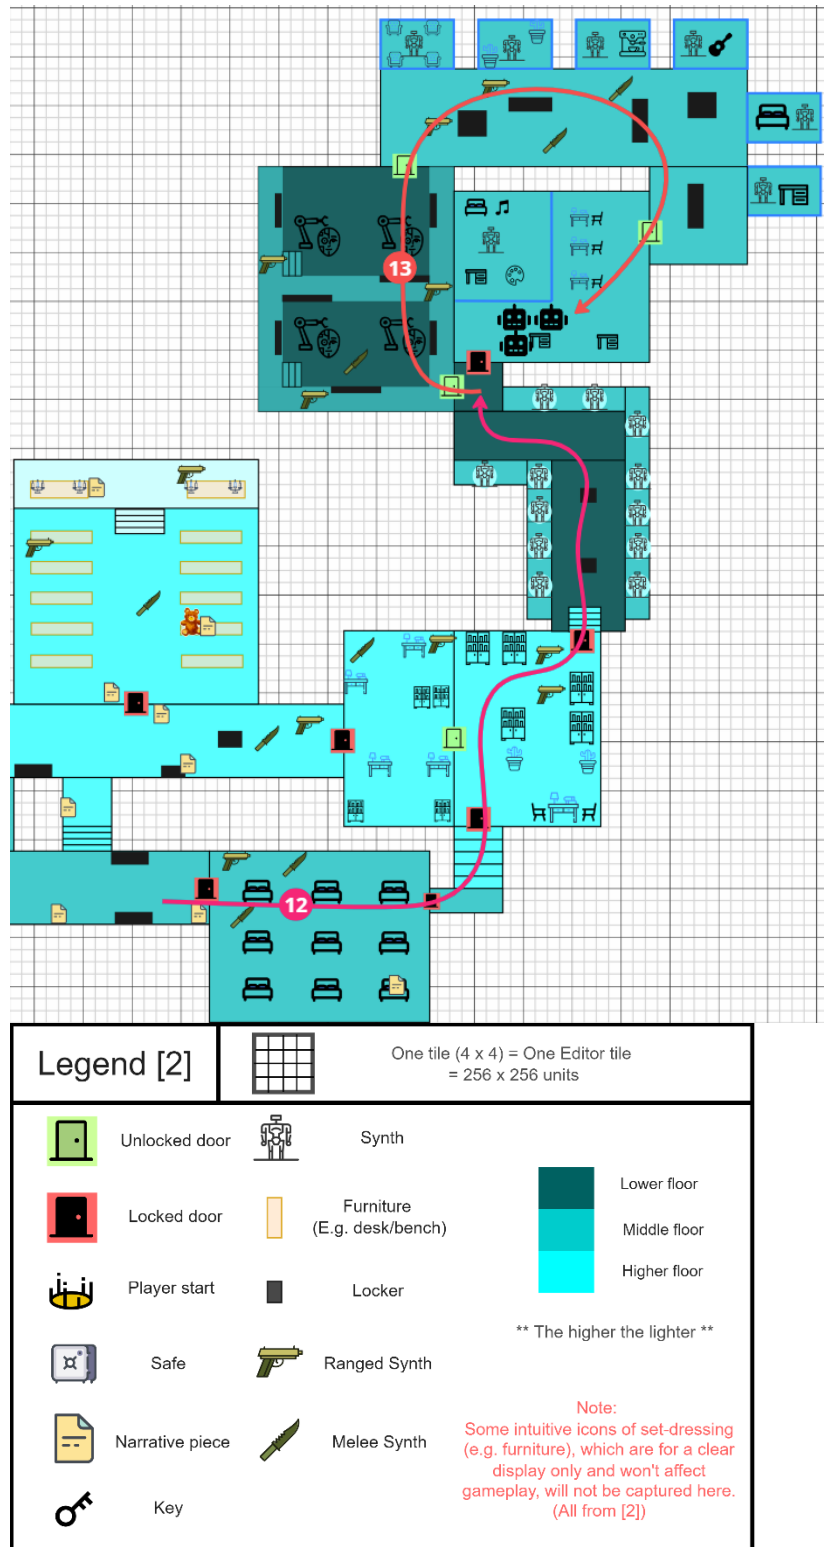 13
12
Legend [2]
One tile (4 x 4) = One Editor tile
= 256 x 256 units
Unlocked door
Synth
Lower floor
Locked door
Furniture
(E.g. desk/bench)
Middle floor
Higher floor
Player start
Locker
** The higher the lighter **
Safe
Ranged Synth
Narrative piece
Melee Synth
Note:
Some intuitive icons of set-dressing
(e.g. furniture), which are for a clear
display only and won't affect
gameplay, will not be captured here.
(All from [2])
Key